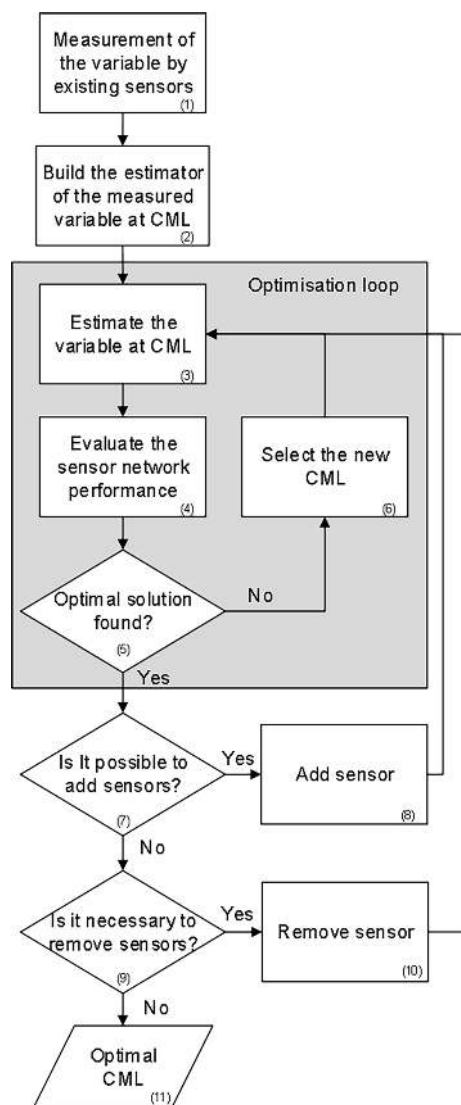 Measurement of
the variable by
existing sensors
(1)
Build the estimator
of the measured
variable at CML
(2)
Optimisation loop
Estimate the
variable at CML
(3)
Evaluate the
sensor network
performance
(4)
Select the new
CML
(6)
Optimal solution
found?
(5)
No
Yes
Is It possible to
add sensors?
(7)
Yes
Add sensor
(8)
No
Is it necessary to
remove sensors?
(9)
Yes
Remove sensor
(10)
No
Optimal
CML
(11)